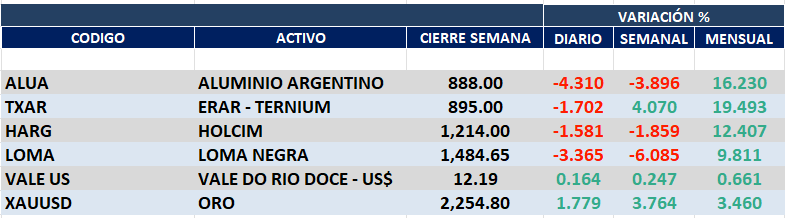 VARIACIÓN %
CODIGO ACTIVO CIERRE SEMANA DIARIO SEMANAL MENSUAL
ALUA ALUMINIO ARGENTINO 888.00 -4.310 -3.896 16.230
TXAR ERAR - TERNIUM 895.00 -1.702 4.070 19.493
HARG HOLCIM 1,214.00 -1.581 -1.859 12.407
LOMA LOMA NEGRA 1,484.65 -3.365 -6.085 9.811
VALE US VALE DO RIO DOCE - US$ 12.19 0.164 0.247 0.661
XAUUSD ORO 2,254.80 1.779 3.764 3.460